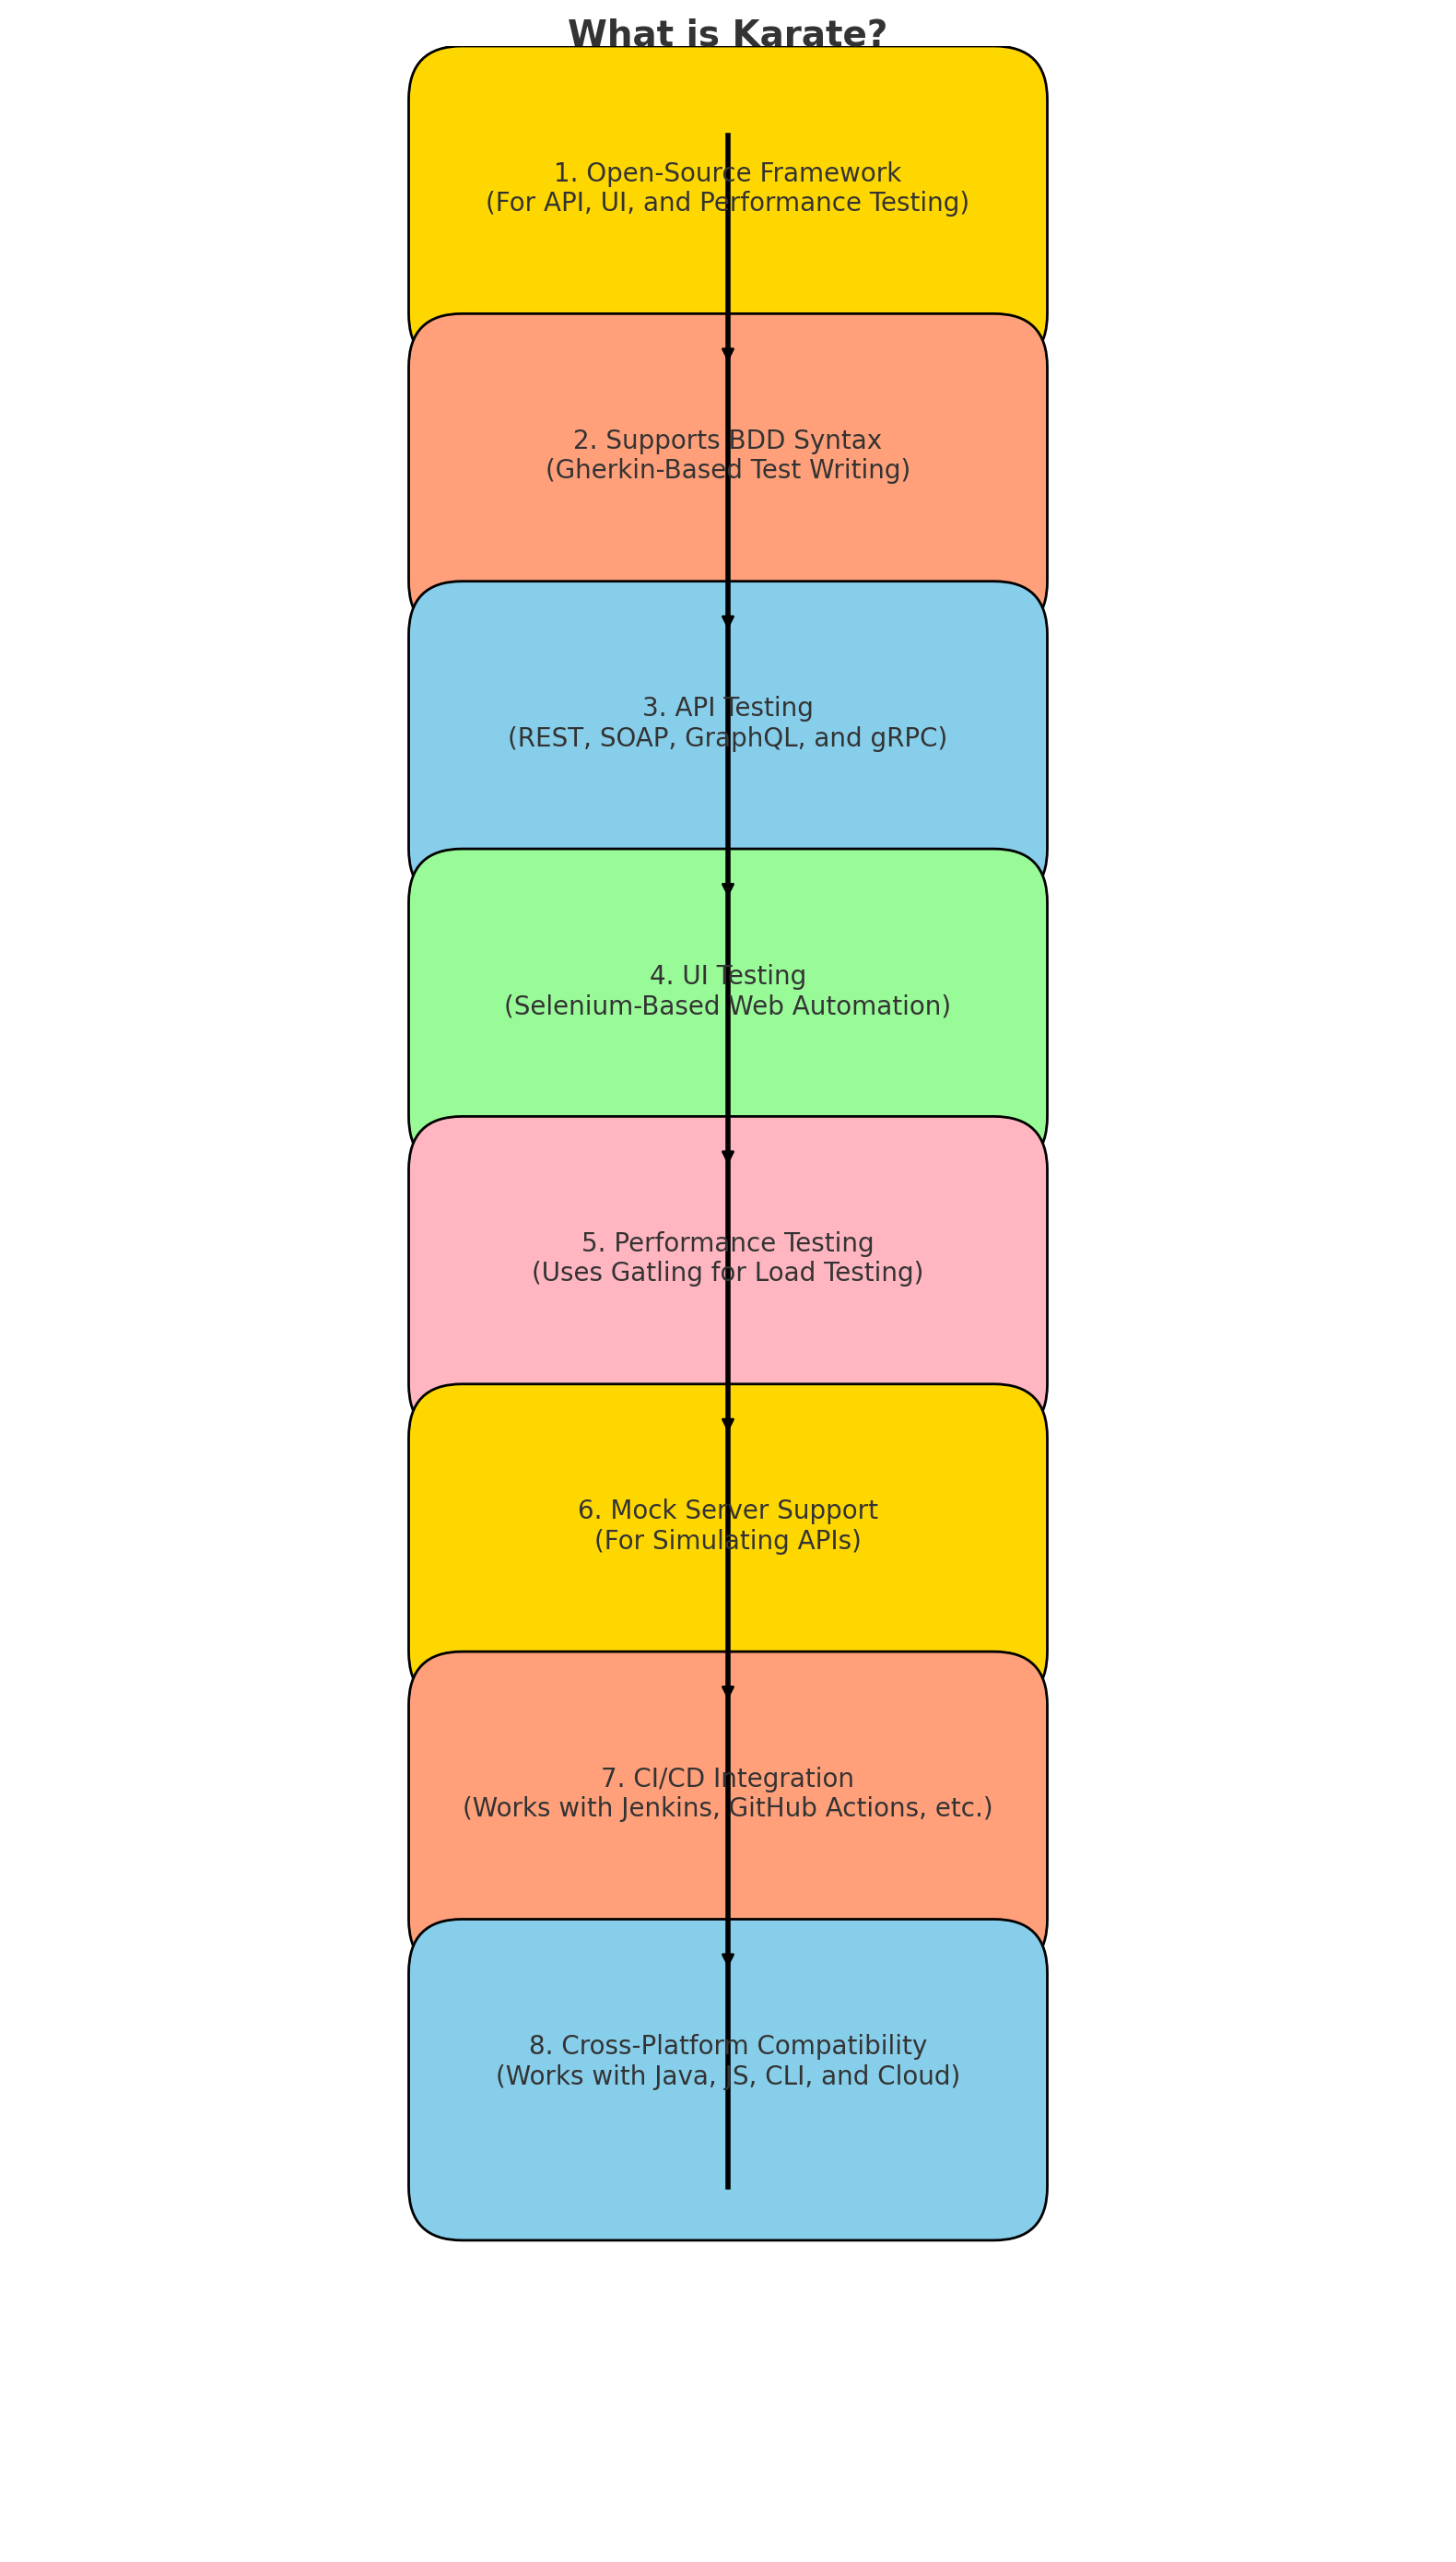 What is Karate?
1. Open-Source Framework
(For API, UI, and Performance Testing)
2. Supports BDD Syntax
(Gherkin-Based Test Writing)
3. API Testing
(REST, SOAP, GraphQL, and gRPC)
4. UI Testing
(Selenium-Based Web Automation)
5. Performance Testing
(Uses Gatling for Load Testing)
6. Mock Server Support
(For Simulating APIs)
7. CI/CD Integration
(Works with Jenkins, GitHub Actions, etc.)
8. Cross-Platform Compatibility
(Works with Java, JS, CLI, and Cloud)